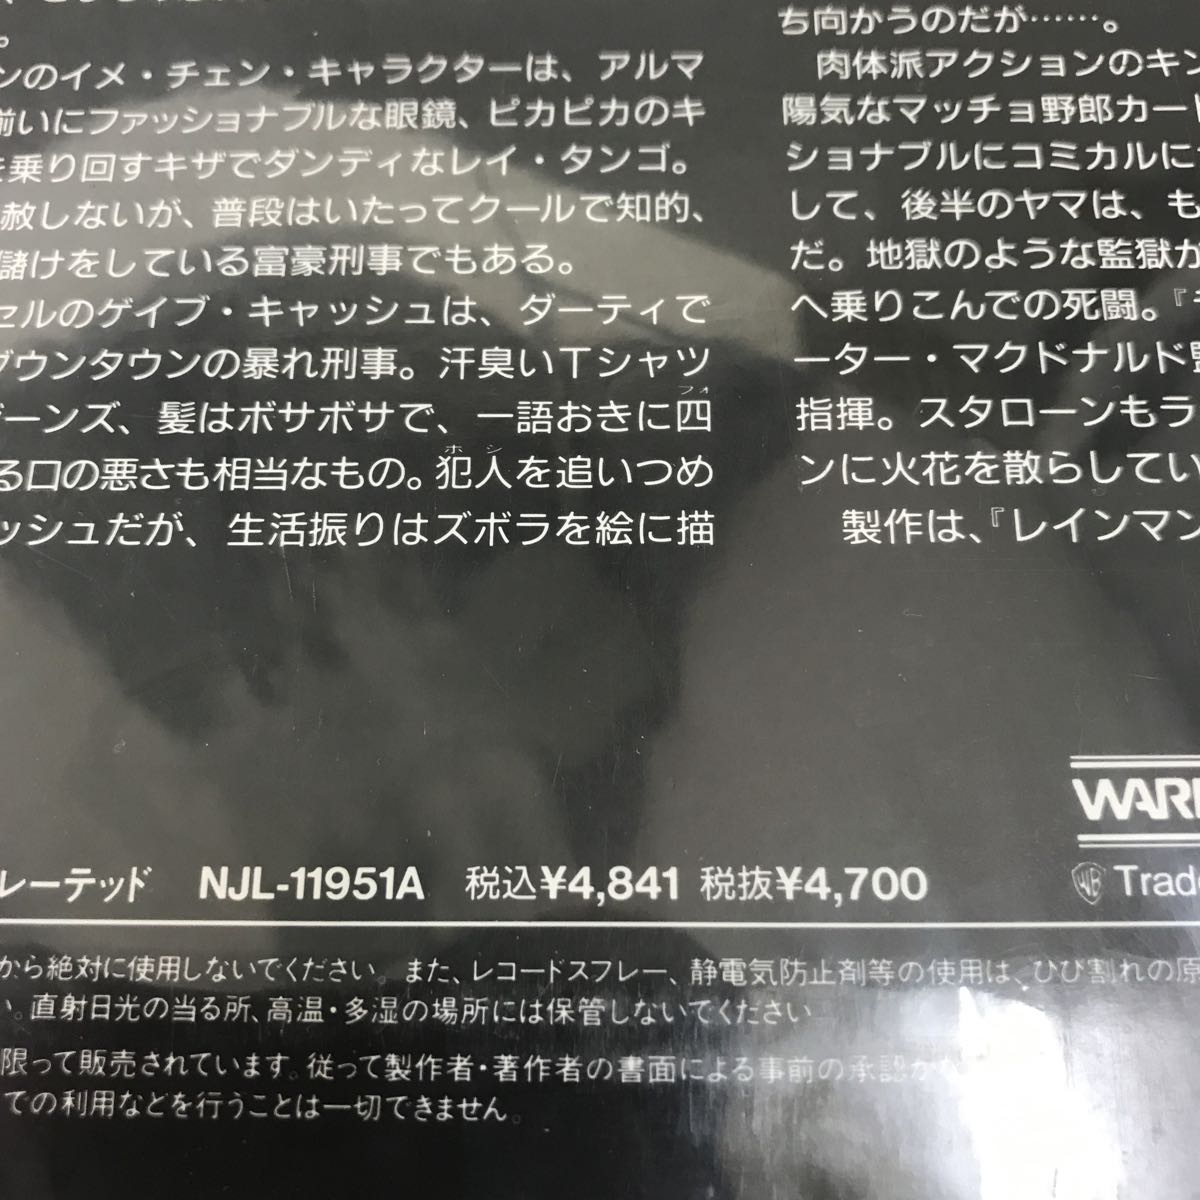 ンのイメ・チェン・キャラクターは、アルマ
揃いにファッショナブルな眼鏡、ピカピカのキ
を乗り回すキザでダンディなレイ・タンゴ。
赦しないが、普段はいたってクールで知的、
儲けをしている富豪刑事でもある。
セルのゲイブ・キャッシュは、ダーティで
ダウンタウンの暴れ刑事。汗臭いTシャツ
ジーンズ、髪はボサボサで、一語おきに四
フォ
る口の悪さも相当なもの。犯人を追いつめ
ホシ
ッシュだが、生活振りはズボラを絵に描
ち向かうのだが……。
肉体派アクションのキン
陽気なマッチョ野郎カート
ショナブルにコミカルに
して、後半のヤマは、も
だ。地獄のような監獄か
へ乗りこんでの死闘。『
ーター・マクドナルド監
指揮。スタローンもラ
ンに火花を散らしてい
製作は、『レインマン
WAR
WB Trad
レーテッド NJL-11951A 税込¥4,841 税抜¥4,700
から絶対に使用しないでください。また、レコードスプレー、静電気防止剤等の使用は、ひび割れの原
い。直射日光の当る所、高温・多湿の場所には保管しないでください
限って販売されています。従って製作者・著作者の書面による事前の承認がな
ての利用などを行うことは一切できません。